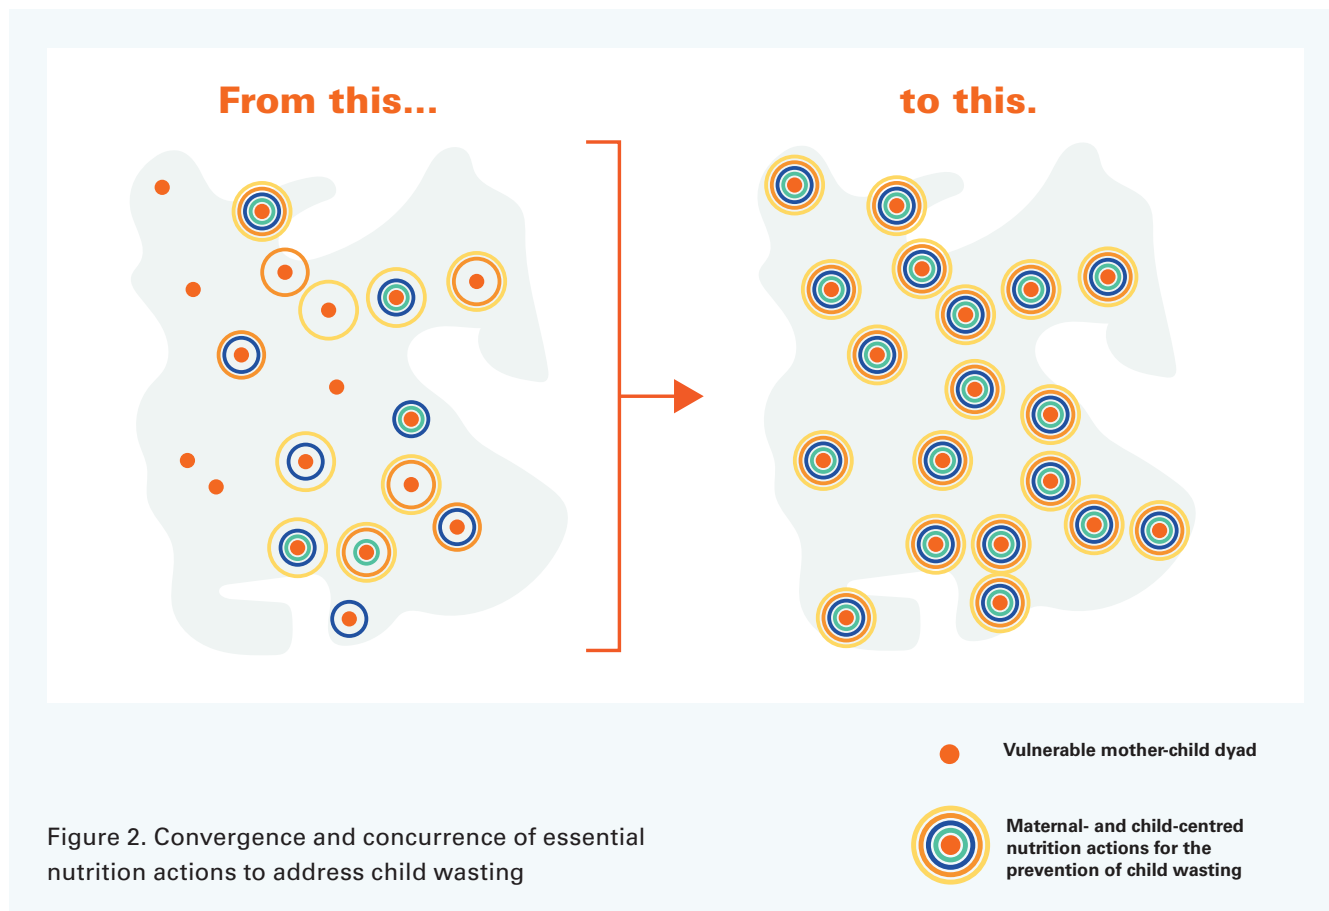 From this...
to this.
Vulnerable mother-child dyad
Maternal- and child-centred
nutrition actions for the
prevention of child wasting
Figure 2. Convergence and concurrence of essential
nutrition actions to address child wasting